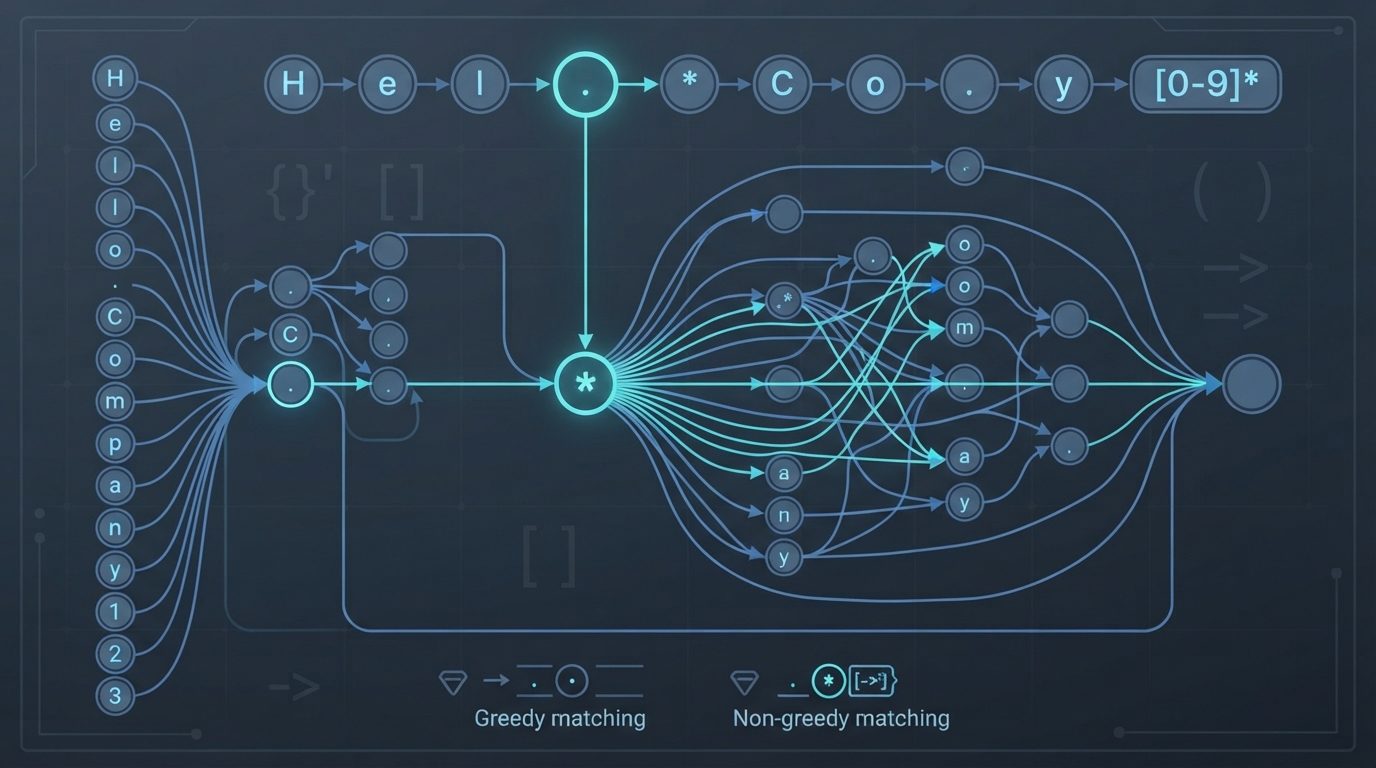 H e l . * C o . y [0-9]*
H
e
l
l
o
.
C
o
m
p
a
n
y
1
2
3
{}' [ ]
( )
->
->
.
C
.
.
.
.
*
.
.*
.
o
o
m
.
a
y
a
n
y
.
[ ]
->
→ . .
. * [->]}
Greedy matching
Non-greedy matching